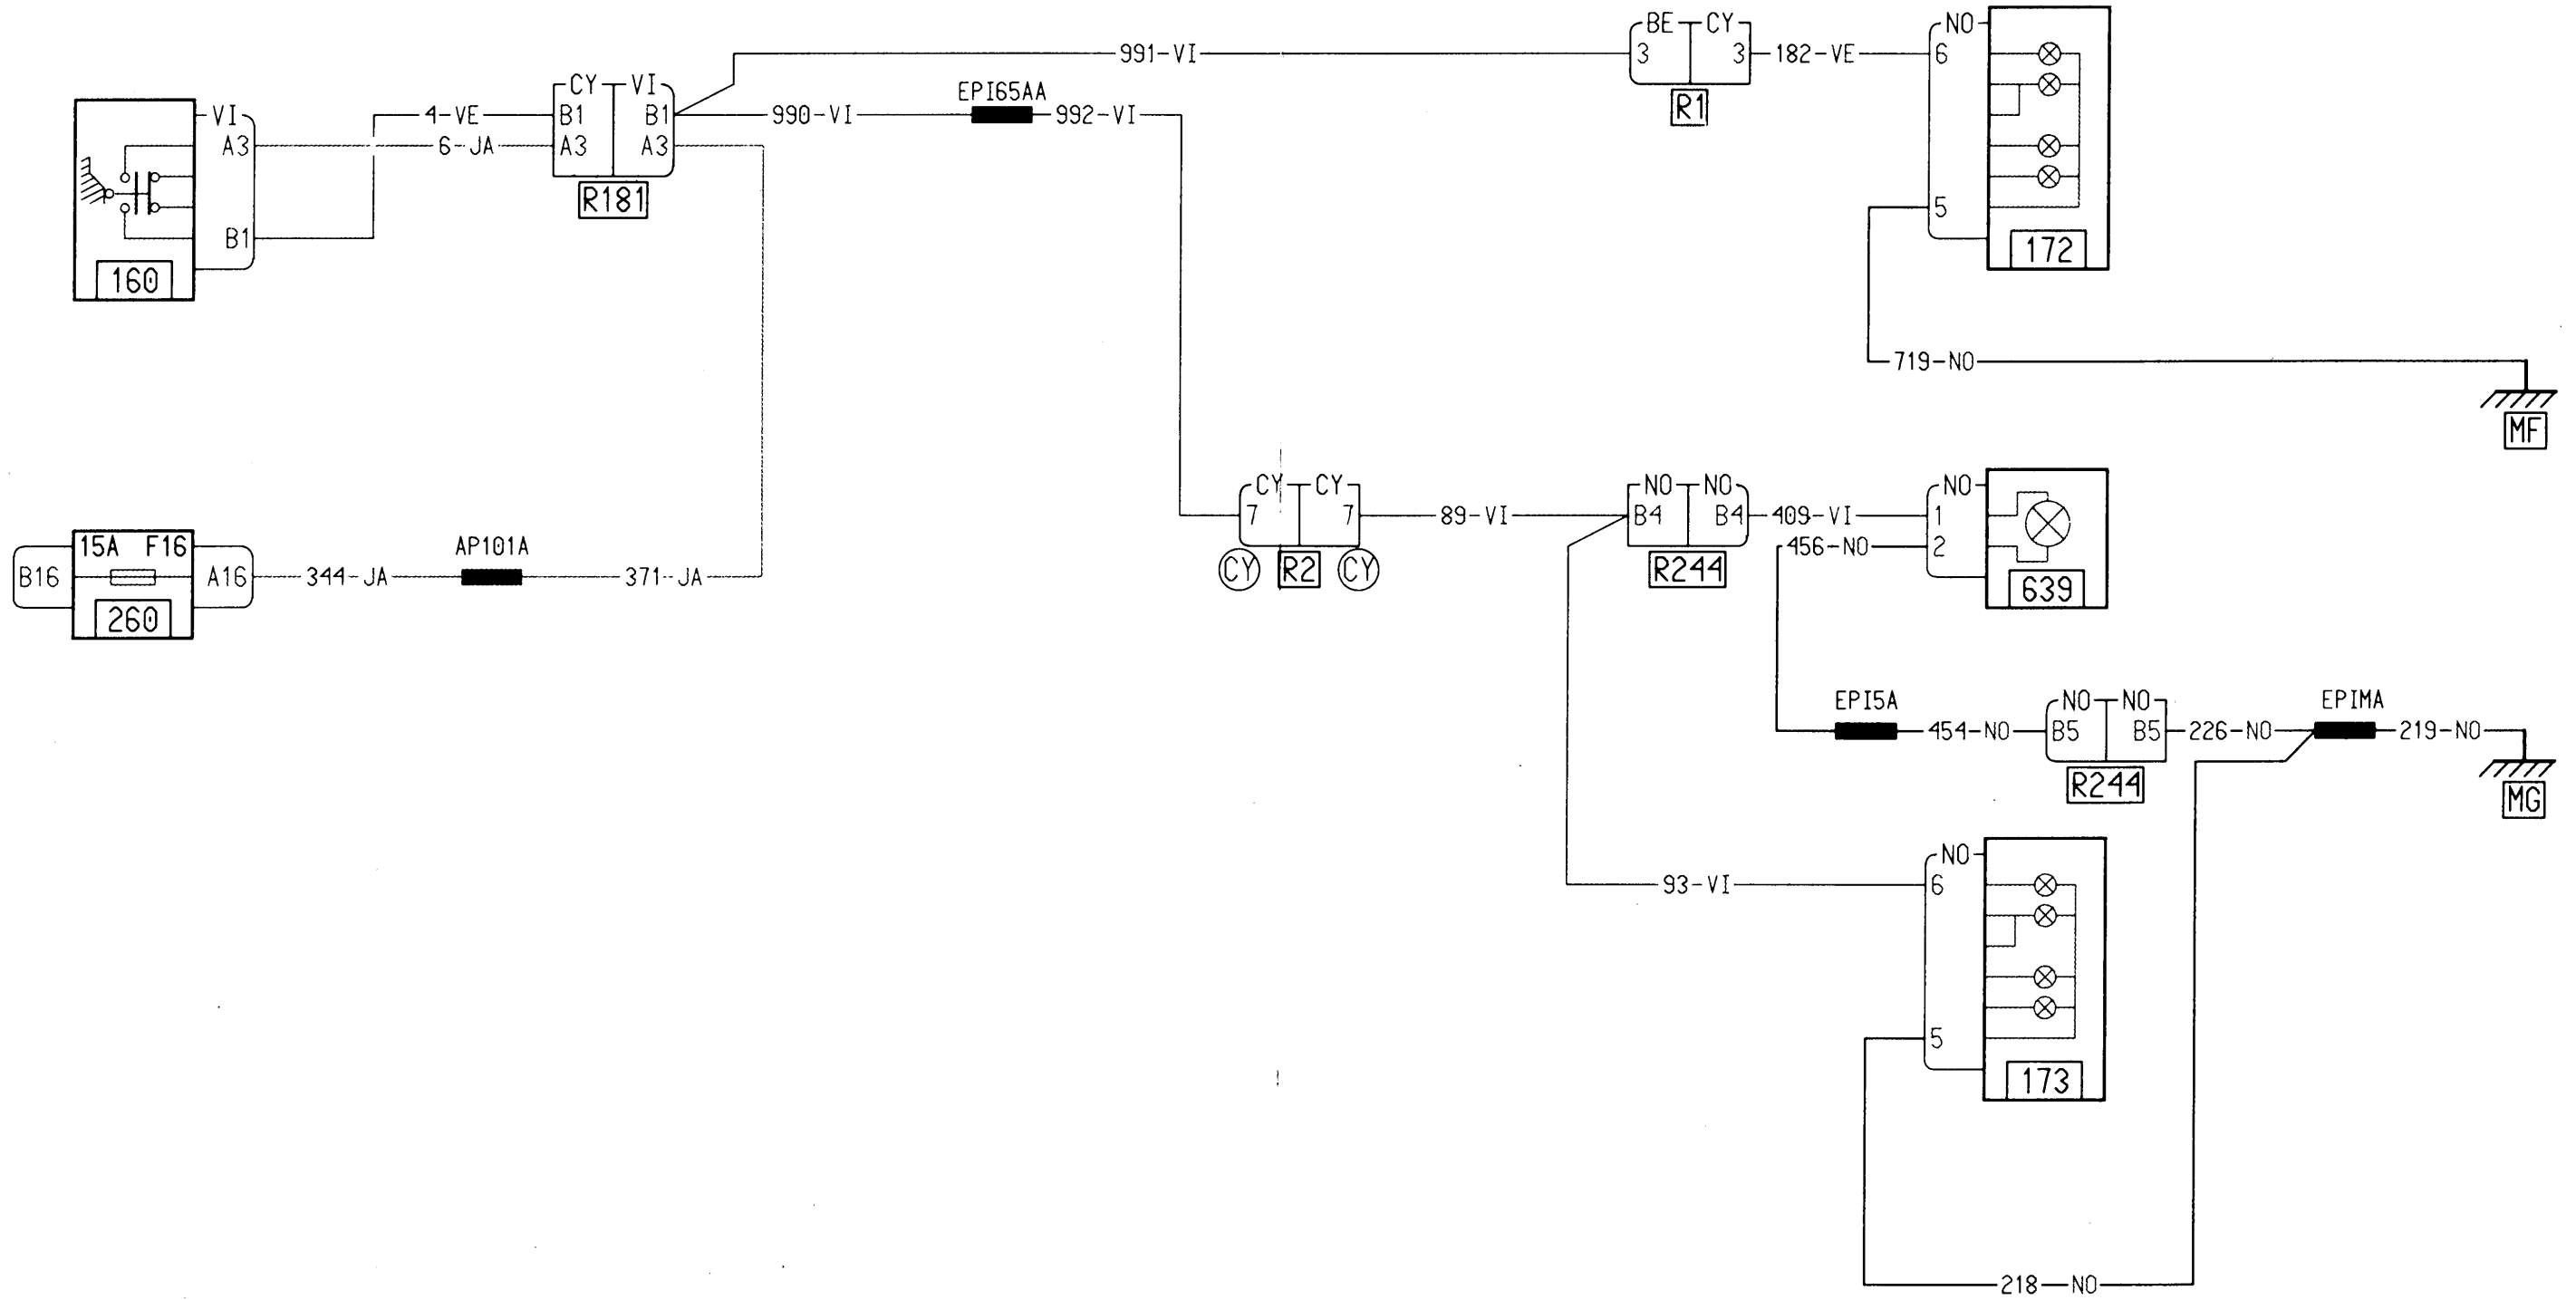 BE CY
NO
991-VI
3 3
182-VE
6
CY VI
EPI65AA
R1
VI
4-VE
B1 B1
990-VI
992-VI
A3
6-JA
A3 A3
R181
5
B1
172
160
719-NO
MF
CY CY
NO NO
NO
7 7
89-VI
B4 B4
409-VI
1
15A F16
AP101A
456-NO
2
B16
A16
344-JA
371-JA
CY
R2
CY
R244
639
260
EPI5A
NO NO
EPIMA
454-NO
B5 B5
226-NO
219-NO
R244
MG
NO
93-VI
6
5
173
218-NO